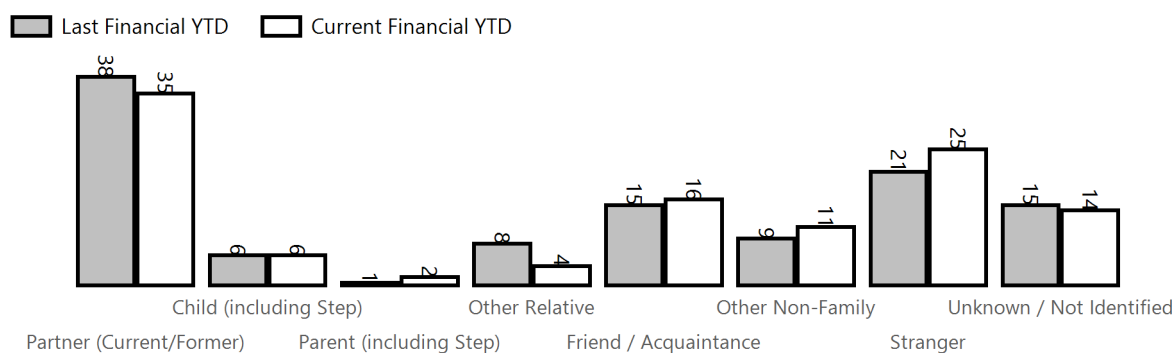 Last Financial YTD Current Financial YTD
38 35 6 6 1 2 8 4 15 16 9 11 21 25 15 14
Child (including Step) Other Relative Other Non-Family Unknown / Not Identified
Partner (Current/Former) Parent (including Step) Friend / Acquaintance Stranger